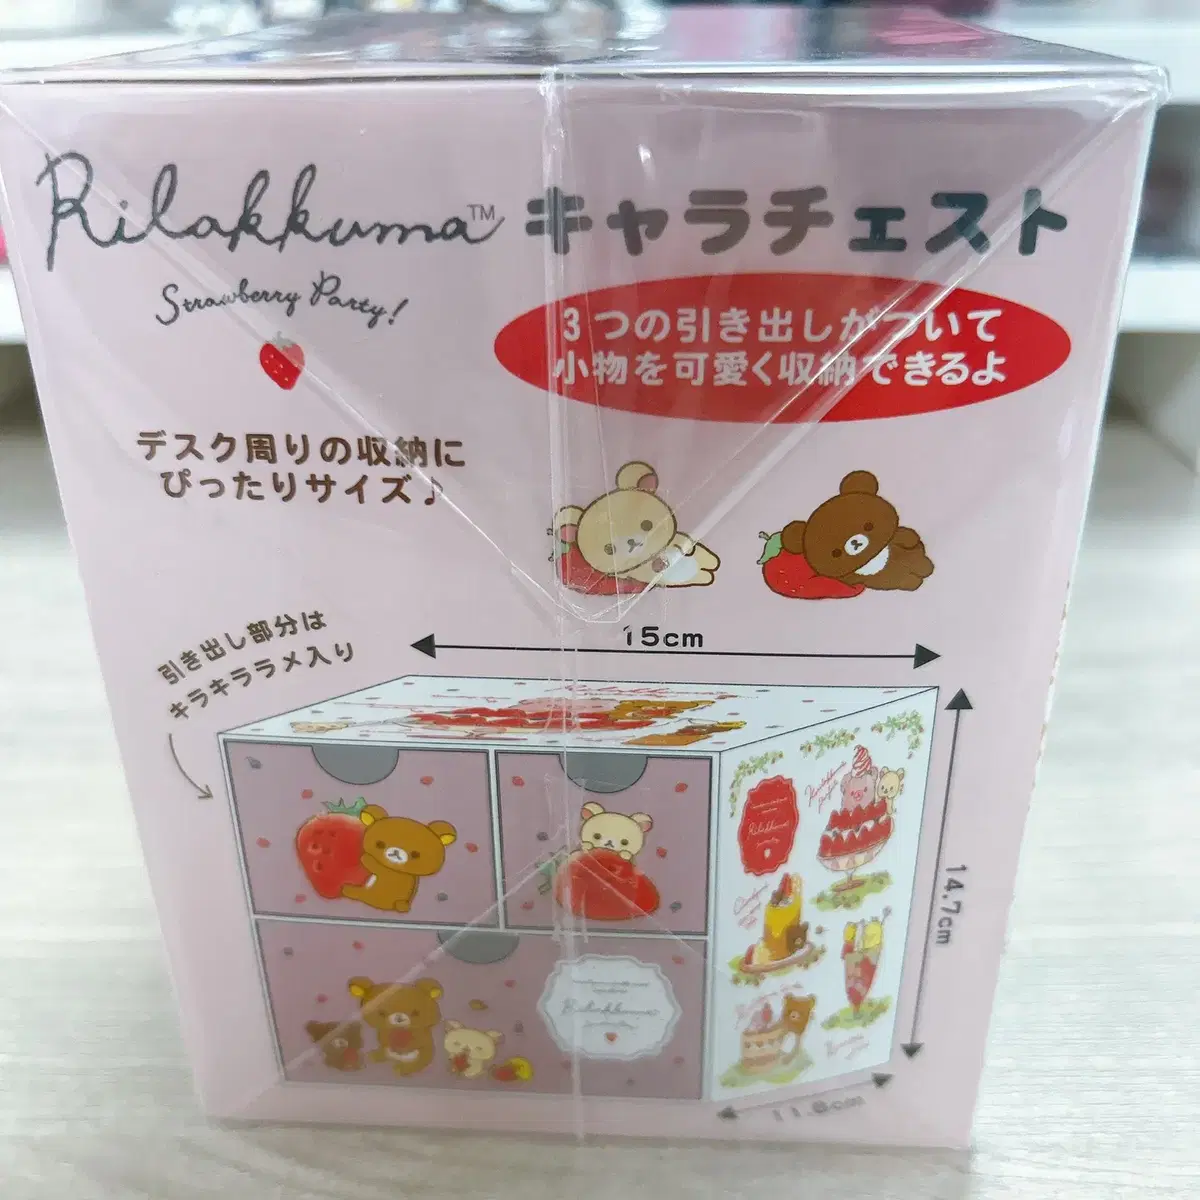 Rilakkuma™ キャラチェスト
Strawberry Party!
3つの引き出しがついて
小物を可愛く収納できるよ
デスク周りの収納に
ぴったりサイズ♪
引き出し部分は
キラキララメ入り
15cm
14.7cm
11.8cm
Rilakkuma
Rilakkuma
Rilakkuma